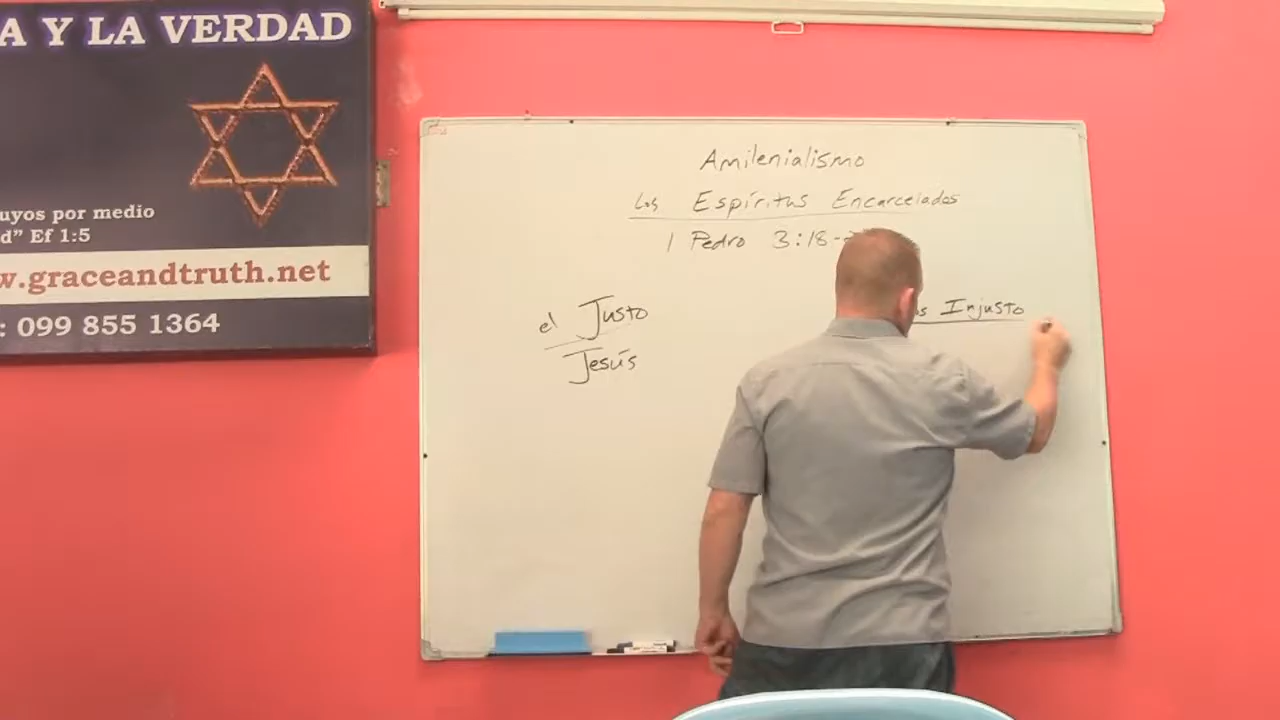 A Y LA VERDAD
uyos por medio
d” Ef 1:5
w.graceandtruth.net
: 099 855 1364
Amilenialismo
Los Espíritus Encarcelados
1 Pedro 3:18-
el Justo
Jesús
os Injusto